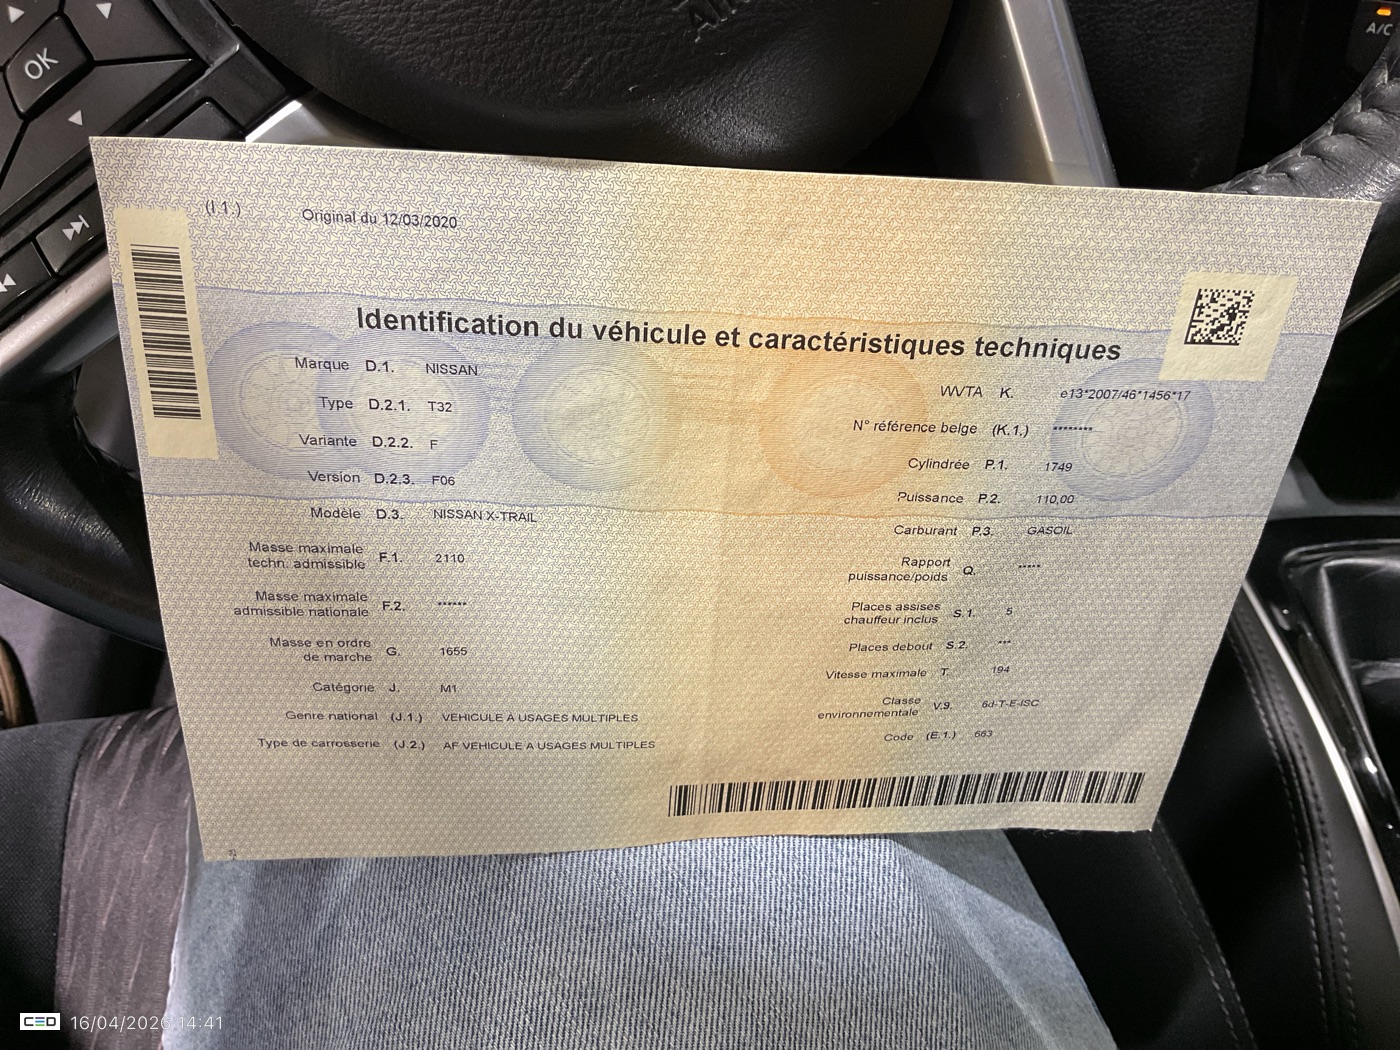 OK
A/C
(I.1.)
Original du 12/03/2020
Identification du véhicule et caractéristiques techniques
Marque D.1. NISSAN
Type D.2.1. T32
Variante D.2.2. F
Version D.2.3. F06
Modèle D.3. NISSAN X-TRAIL
Masse maximale
techn. admissible F.1. 2110
Masse maximale
admissible nationale F.2. ******
Masse en ordre
de marche G. 1655
Catégorie J. M1
Genre national (J.1.) VEHICULE A USAGES MULTIPLES
Type de carrosserie (J.2.) AF VEHICULE A USAGES MULTIPLES
WVTA K. e13*2007/46*1456*17
N° référence belge (K.1.) ********
Cylindrée P.1. 1749
Puissance P.2. 110,00
Carburant P.3. GASOIL
Rapport
puissance/poids Q. *****
Places assises
chauffeur inclus S.1. 5
Places debout S.2. ***
Vitesse maximale T. 194
Classe
environnementale V.9. 6d-T-E-ISC
Code (E.1.) 663
CED 16/04/2026 14:41